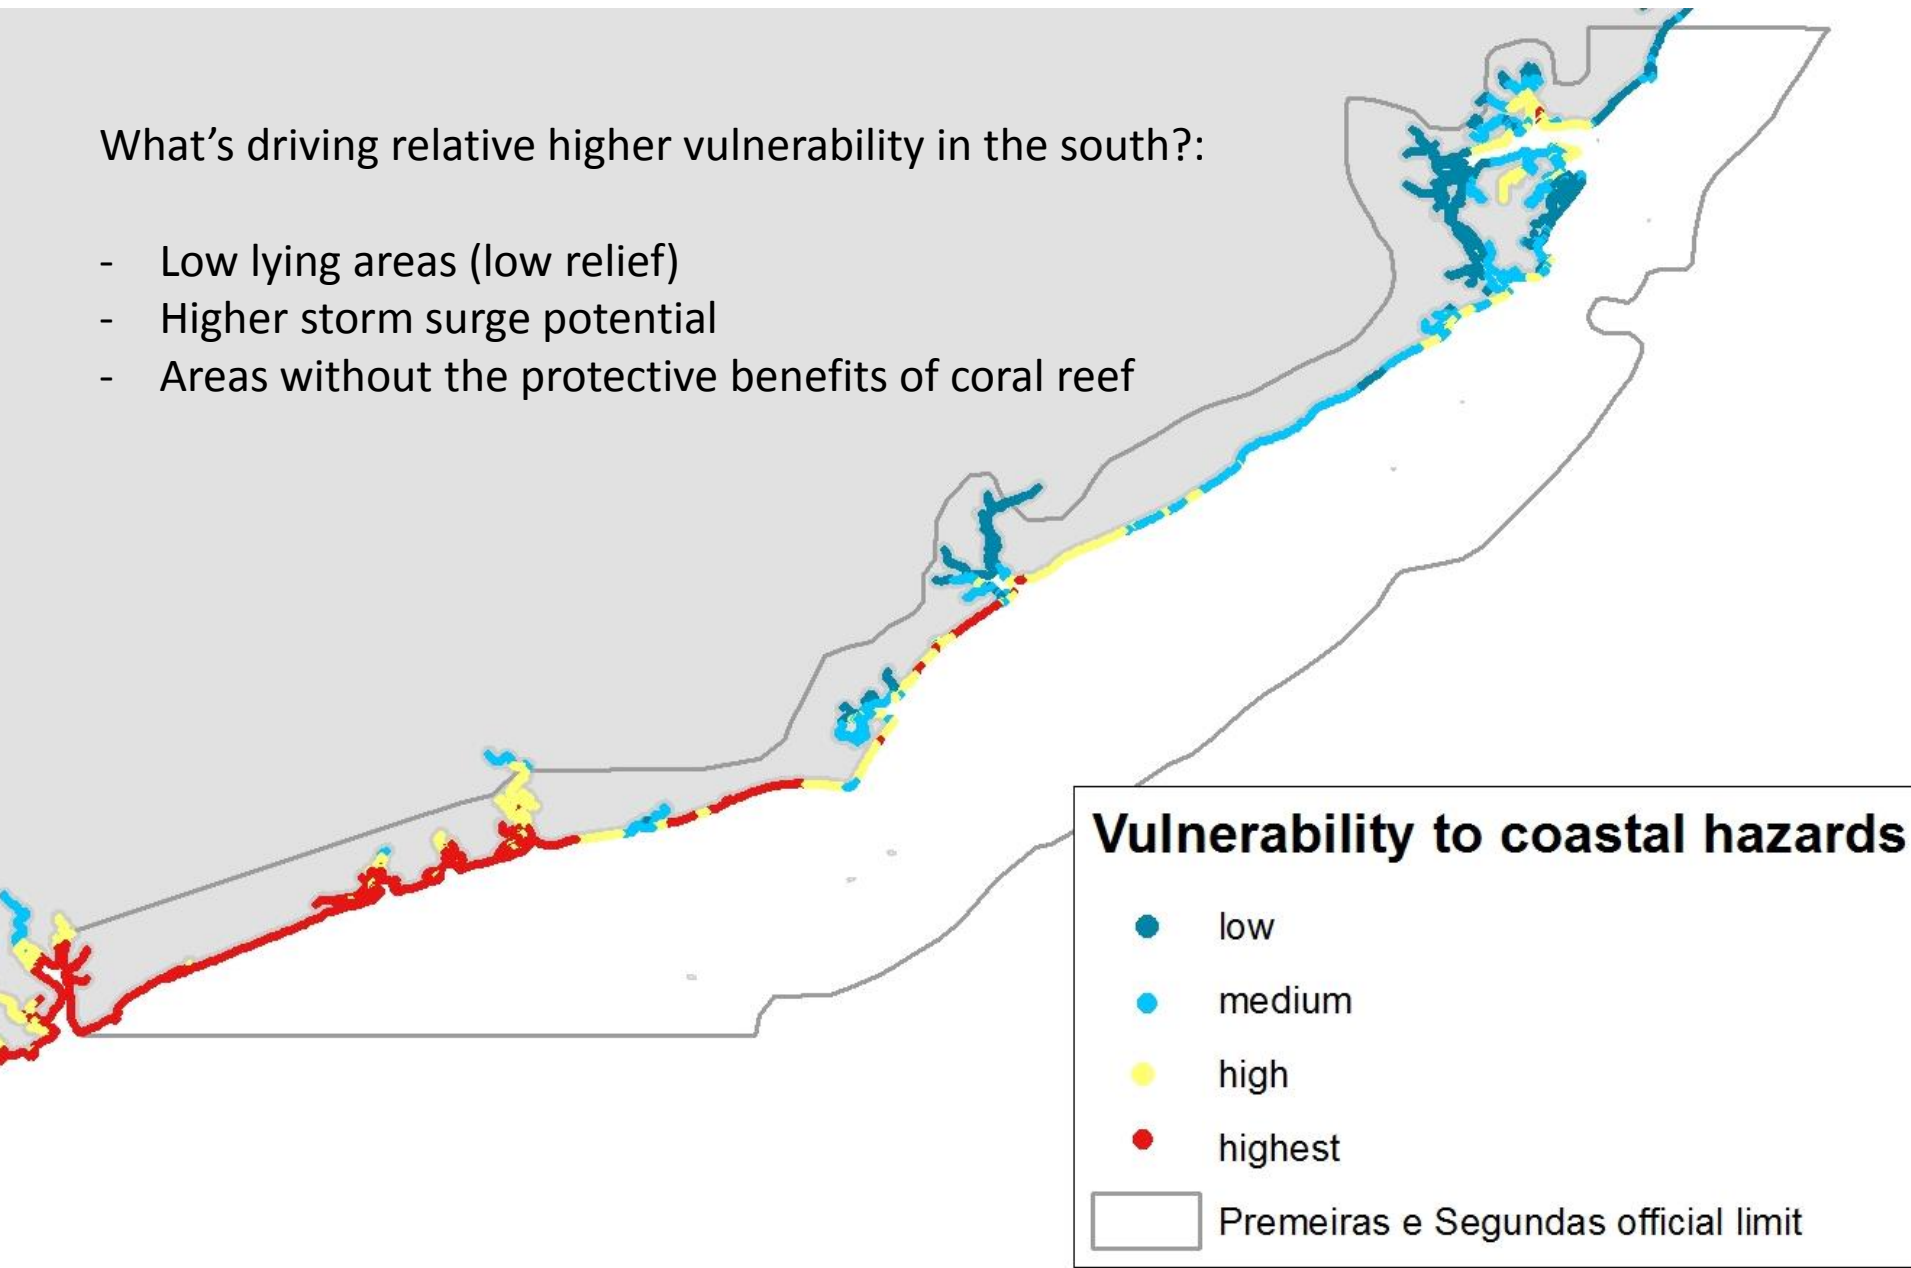 What’s driving relative higher vulnerability in the south?:
- Low lying areas (low relief)
- Higher storm surge potential
- Areas without the protective benefits of coral reef
Vulnerability to coastal hazards
low
medium
high
highest
Premeiras e Segundas official limit